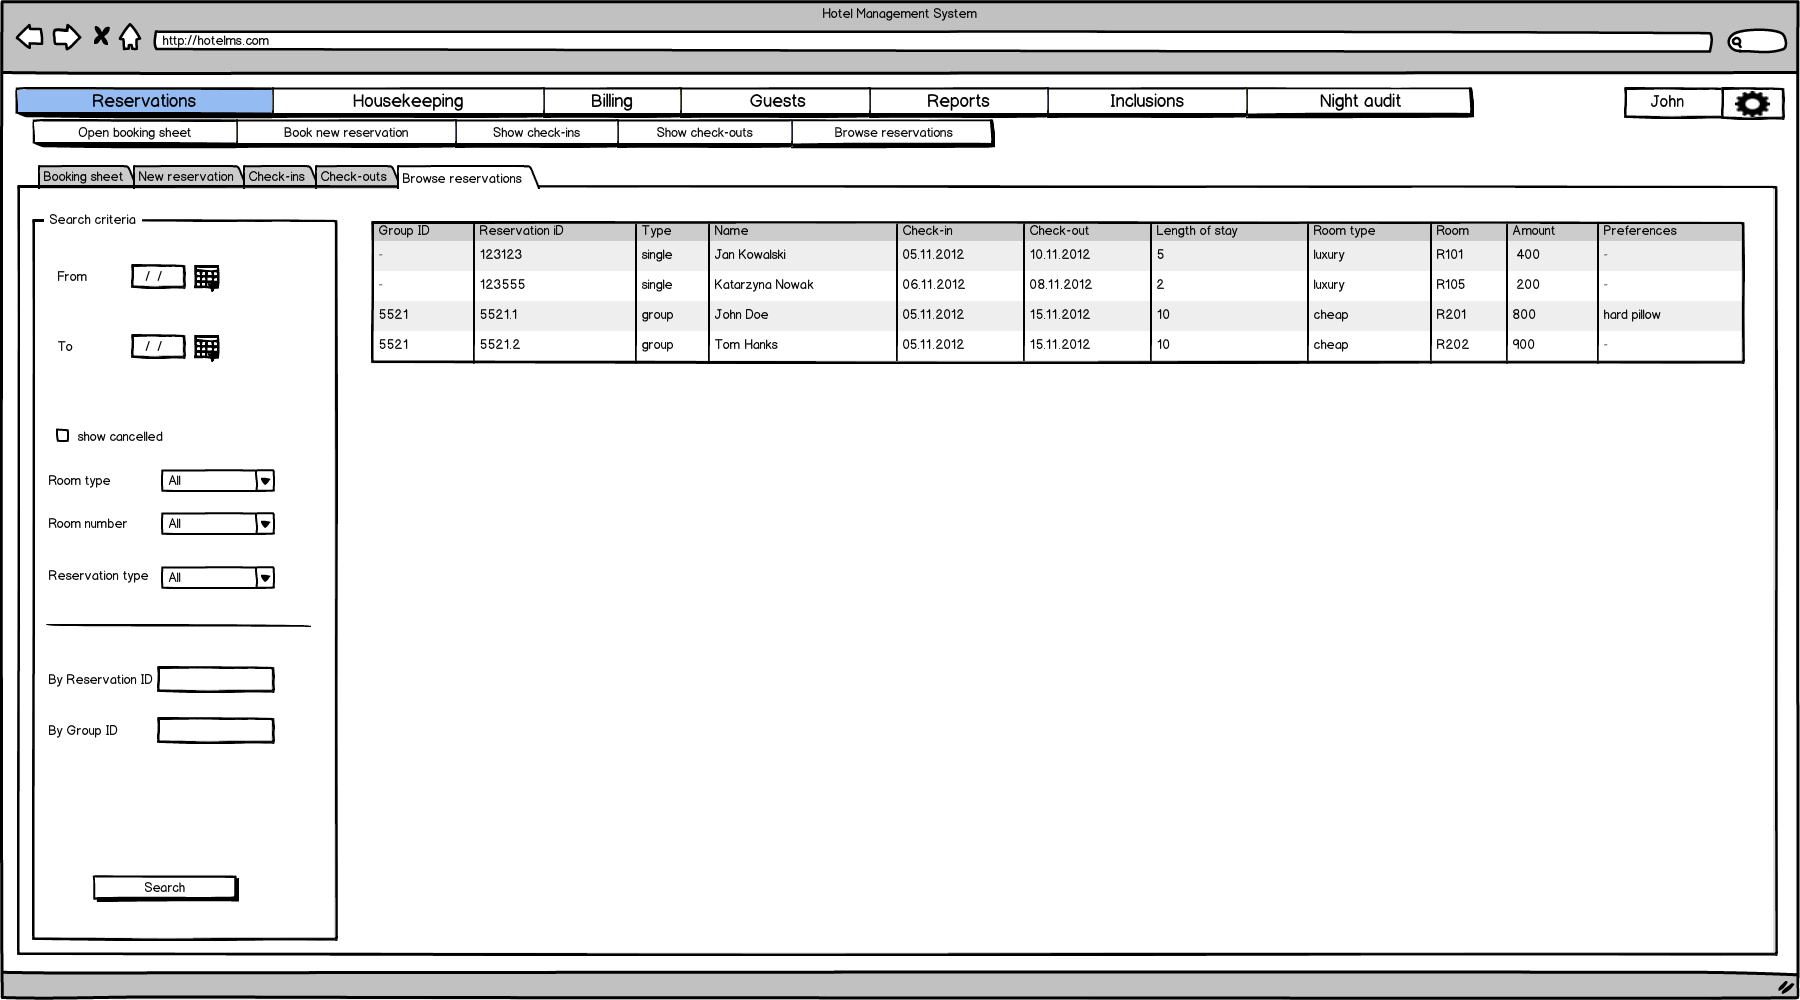 Hotel Management System
http://hotelms.com
Reservations Housekeeping Billing Guests Reports Inclusions Night audit John
Open booking sheet Book new reservation Show check-ins Show check-outs Browse reservations
Booking sheet New reservation Check-ins Check-outs Browse reservations
Search criteria
From / /
To / /
show cancelled
Room type All
Room number All
Reservation type All
By Reservation ID
By Group ID
Search
Group ID Reservation iD Type Name Check-in Check-out Length of stay Room type Room Amount Preferences
- 123123 single Jan Kowalski 05.11.2012 10.11.2012 5 luxury R101 400 -
- 123555 single Katarzyna Nowak 06.11.2012 08.11.2012 2 luxury R105 200 -
5521 5521.1 group John Doe 05.11.2012 15.11.2012 10 cheap R201 800 hard pillow
5521 5521.2 group Tom Hanks 05.11.2012 15.11.2012 10 cheap R202 900 -